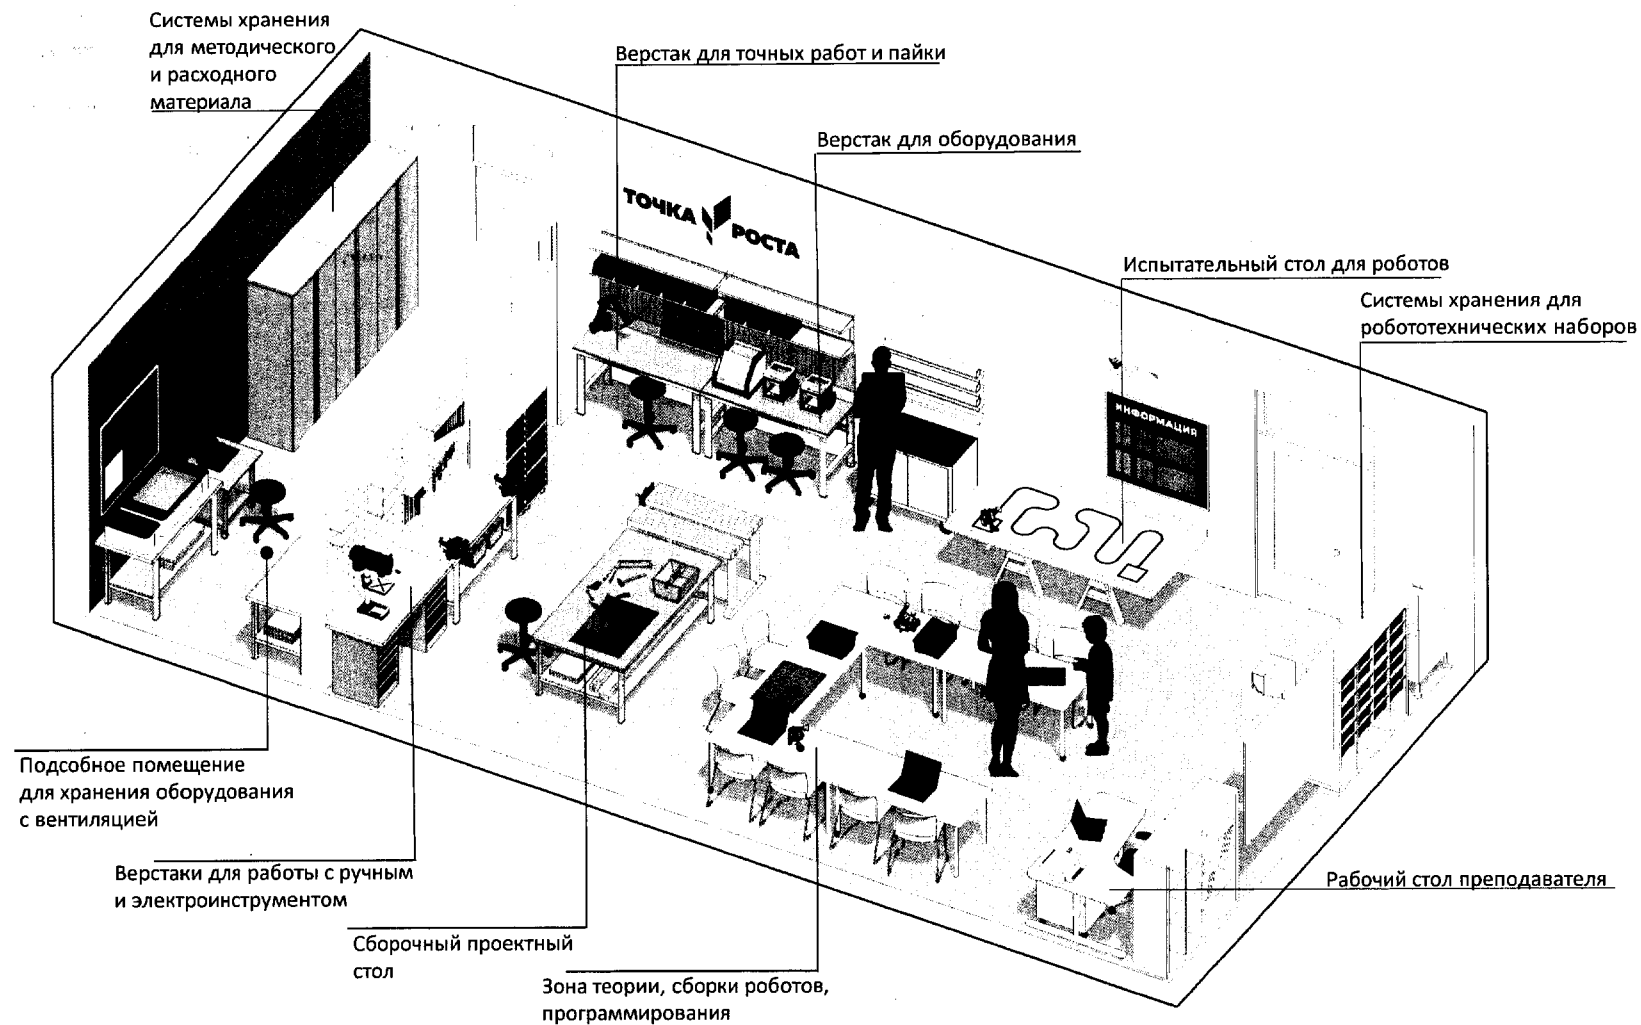 Системы хранения
для методического
и расходного
материала
Верстак для точных работ и пайки
Верстак для оборудования
ТОЧКА РОСТА
Испытательный стол для роботов
Системы хранения для
робототехнических наборов
ИНФОРМАЦИЯ
Подсобное помещение
для хранения оборудования
с вентиляцией
Верстаки для работы с ручным
и электроинструментом
Сборочный проектный
стол
Зона теории, сборки роботов,
программирования
Рабочий стол преподавателя